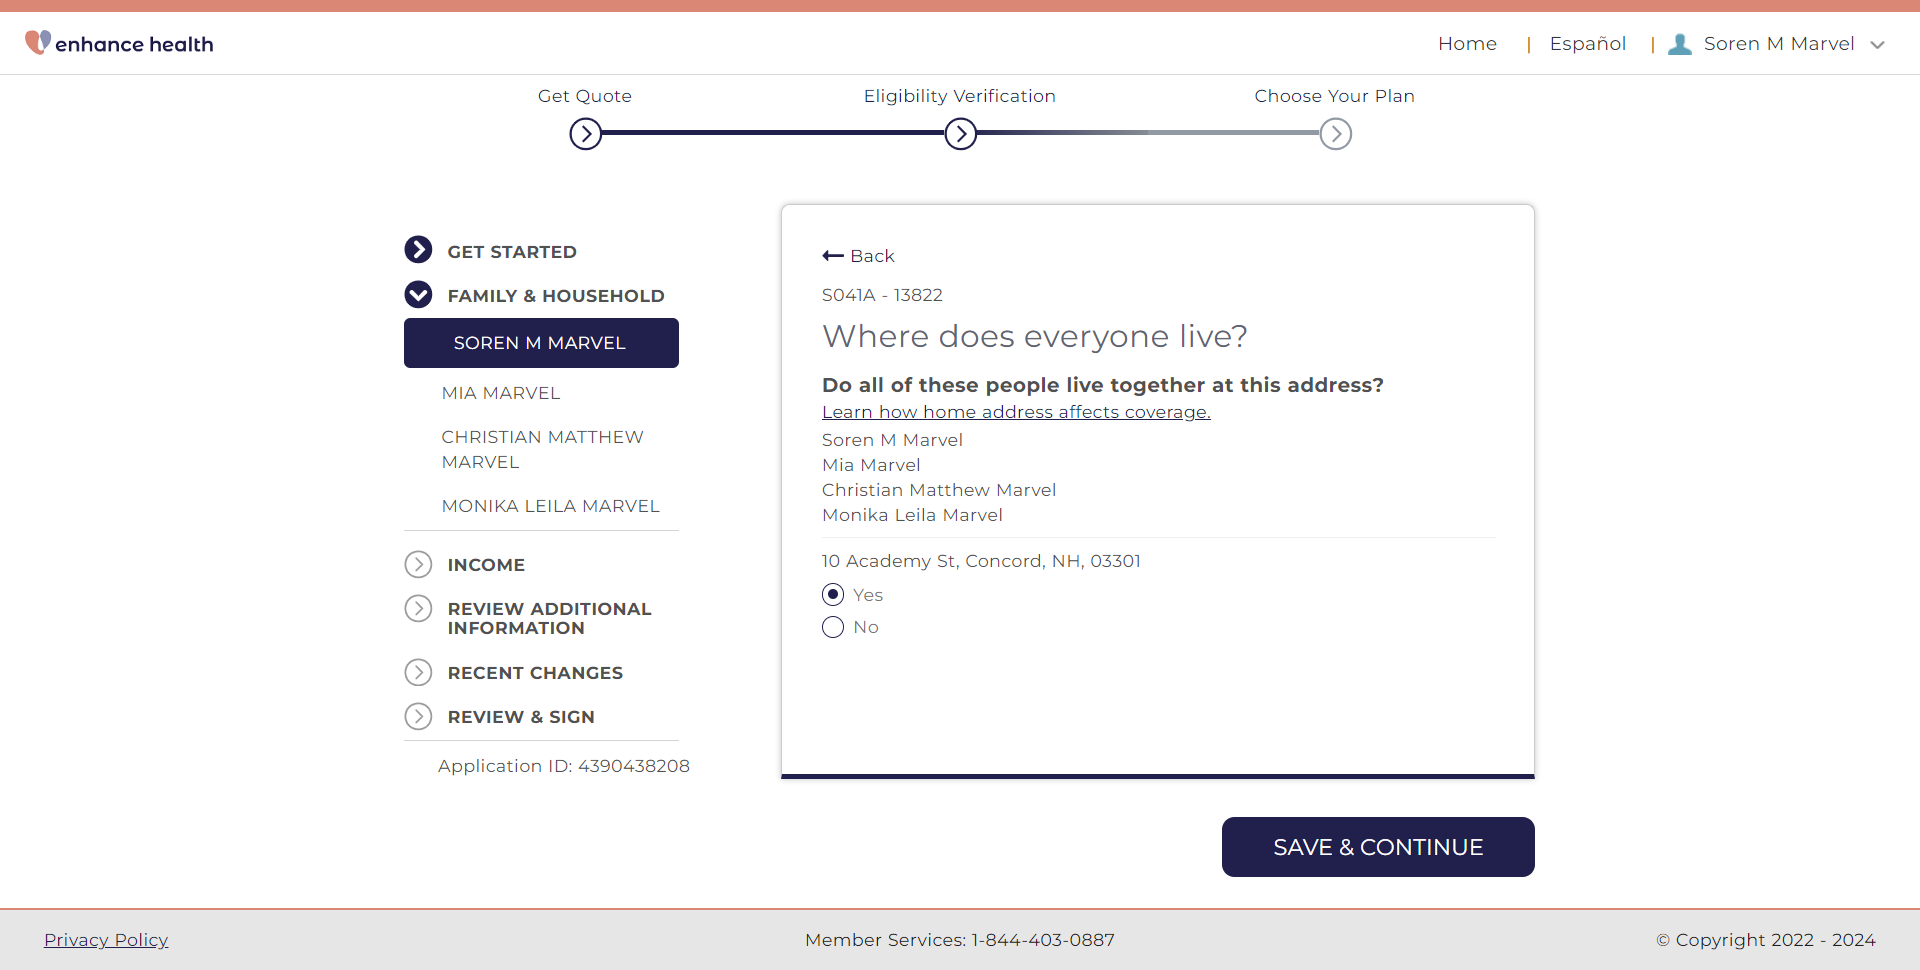 enhance health
Home | Español | Soren M Marvel
Get Quote
Eligibility Verification
Choose Your Plan
GET STARTED
FAMILY & HOUSEHOLD
SOREN M MARVEL
MIA MARVEL
CHRISTIAN MATTHEW
MARVEL
MONIKA LEILA MARVEL
INCOME
REVIEW ADDITIONAL
INFORMATION
RECENT CHANGES
REVIEW & SIGN
Application ID: 4390438208
Back
S041A - 13822
Where does everyone live?
Do all of these people live together at this address?
Learn how home address affects coverage.
Soren M Marvel
Mia Marvel
Christian Matthew Marvel
Monika Leila Marvel
10 Academy St, Concord, NH, 03301
Yes
No
SAVE & CONTINUE
Privacy Policy
Member Services: 1-844-403-0887
© Copyright 2022 - 2024